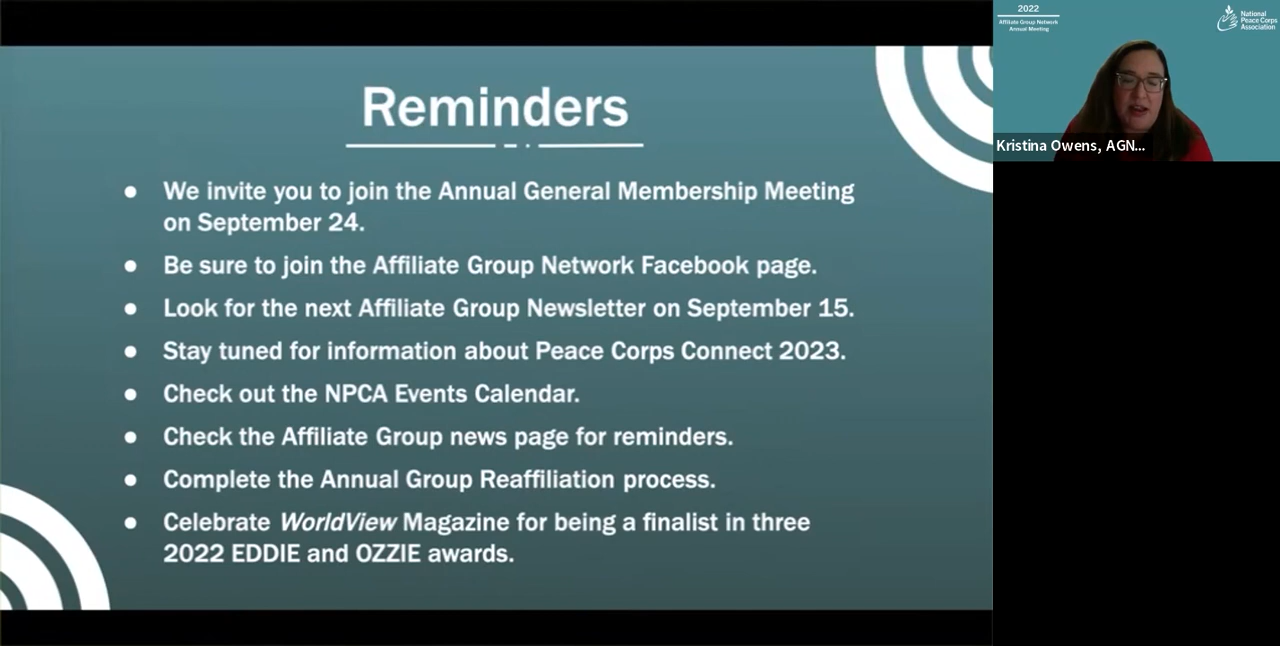 Reminders
● We invite you to join the Annual General Membership Meeting
on September 24.
● Be sure to join the Affiliate Group Network Facebook page.
● Look for the next Affiliate Group Newsletter on September 15.
● Stay tuned for information about Peace Corps Connect 2023.
● Check out the NPCA Events Calendar.
● Check the Affiliate Group news page for reminders.
● Complete the Annual Group Reaffiliation process.
● Celebrate WorldView Magazine for being a finalist in three
2022 EDDIE and OZZIE awards.
2022
Affiliate Group Network
Annual Meeting
National
Peace Corps
Association
Kristina Owens, AGN...